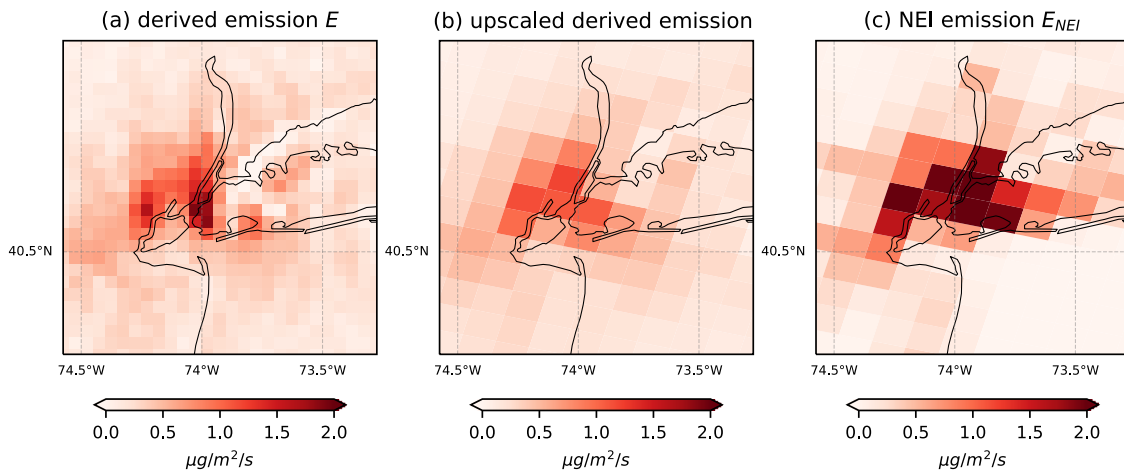 (a) derived emission E
(b) upscaled derived emission
(c) NEI emission E_NEI
40.5°N
40.5°N
74.5°W 74°W 73.5°W
74.5°W 74°W 73.5°W
74.5°W 74°W 73.5°W
0.0 0.5 1.0 1.5 2.0
0.0 0.5 1.0 1.5 2.0
0.0 0.5 1.0 1.5 2.0
μg/m²/s
μg/m²/s
μg/m²/s